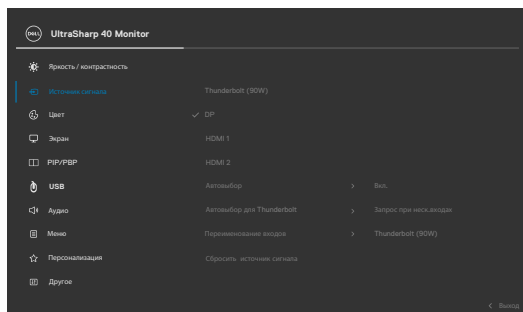 DELL UltraSharp 40 Monitor
Яркость / контрастность
Источник сигнала Thunderbolt (90W)
Цвет DP
Экран HDMI 1
PIP/PBP HDMI 2
USB Автовыбор Вкл.
Аудио Автовыбор для Thunderbolt Запрос при неск.входах
Меню Переименование входов Thunderbolt (90W)
Персонализация Сбросить источник сигнала
Другое
Выход